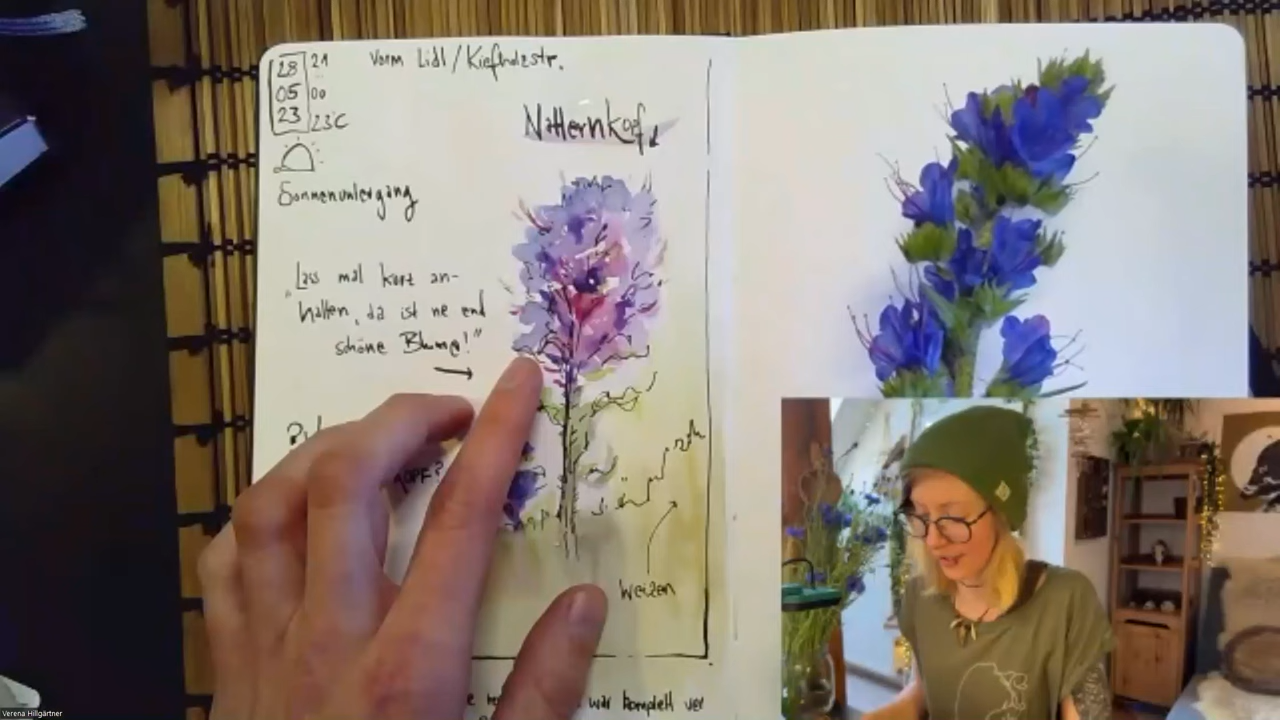 28 21
05 00
23 23°C
Vorm Lidl/Kiefholzstr.
Natternkopf
Sonnenuntergang
"Lass mal kurz an-
halten, da ist ne end
schöne Blume!"
KOPF?
Weizen
war komplett ver
Verena Hillgärtner